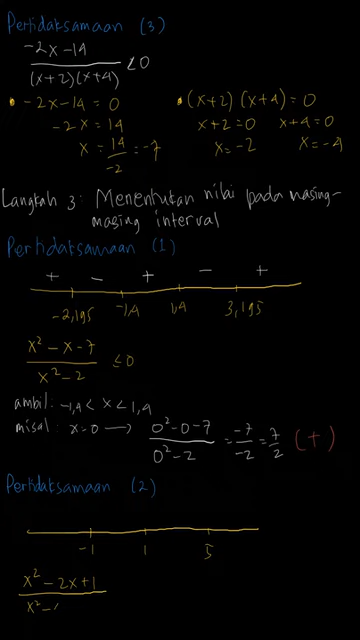 Pertidaksamaan (3)
-2x-14 / (x+2)(x+4) < 0
• -2x-14 = 0
-2x = 14
x = 14/-2 = -7
• (x+2)(x+4) = 0
x+2=0 x+4=0
x=-2 x=-4
Langkah 3: Menentukan nilai pada masing-
masing interval
Pertidaksamaan (1)
+ - + - +
-2,195 -1,4 1,4 3,195
x² - x - 7 / x² - 2 ≤ 0
ambil: -1,4 < x < 1,4
misal: x=0 → 0²-0-7 / 0²-2 = -7/-2 = 7/2 (+)
Pertidaksamaan (2)
-1 1 5
x² - 2x + 1
x² -